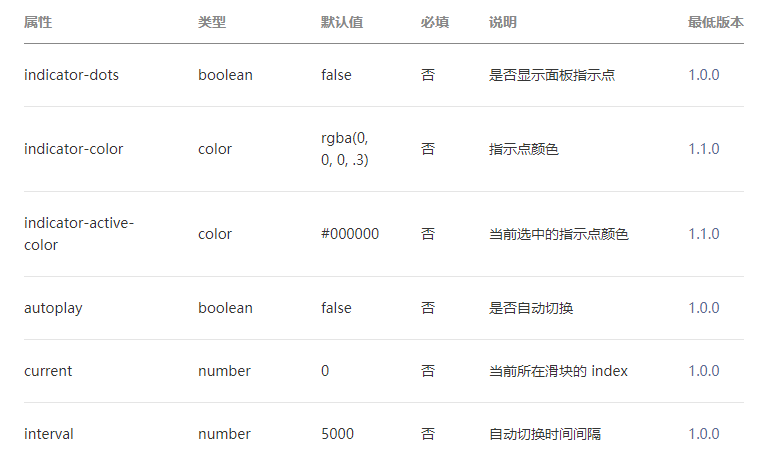 属性 类型 默认值 必填 说明 最低版本
indicator-dots boolean false 否 是否显示面板指示点 1.0.0
indicator-color color rgba(0, 0, 0, .3) 否 指示点颜色 1.1.0
indicator-active-color color #000000 否 当前选中的指示点颜色 1.1.0
autoplay boolean false 否 是否自动切换 1.0.0
current number 0 否 当前所在滑块的 index 1.0.0
interval number 5000 否 自动切换时间间隔 1.0.0